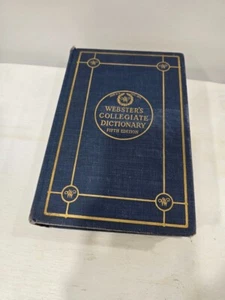 WEBSTER'S
COLLEGIATE
DICTIONARY
FIFTH EDITION